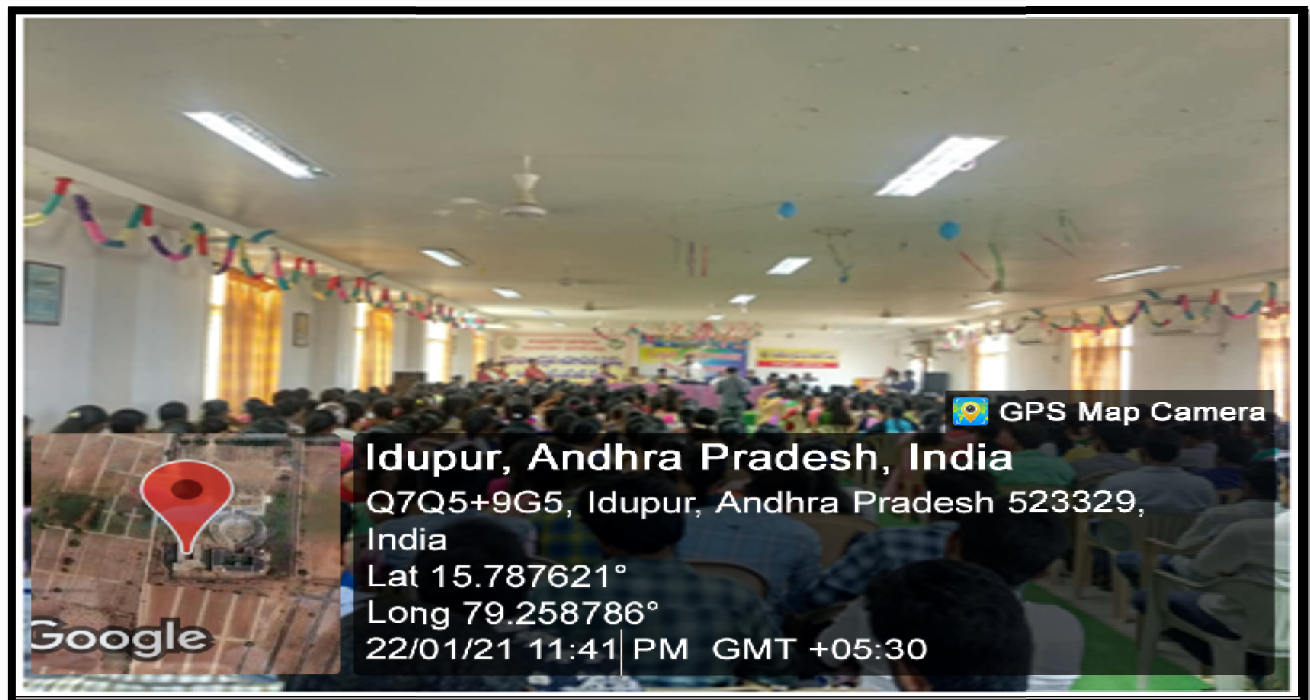 GPS Map Camera
Idupur, Andhra Pradesh, India
Q7Q5+9G5, Idupur, Andhra Pradesh 523329,
India
Lat 15.787621°
Long 79.258786°
22/01/21 11:41 PM GMT +05:30
Google